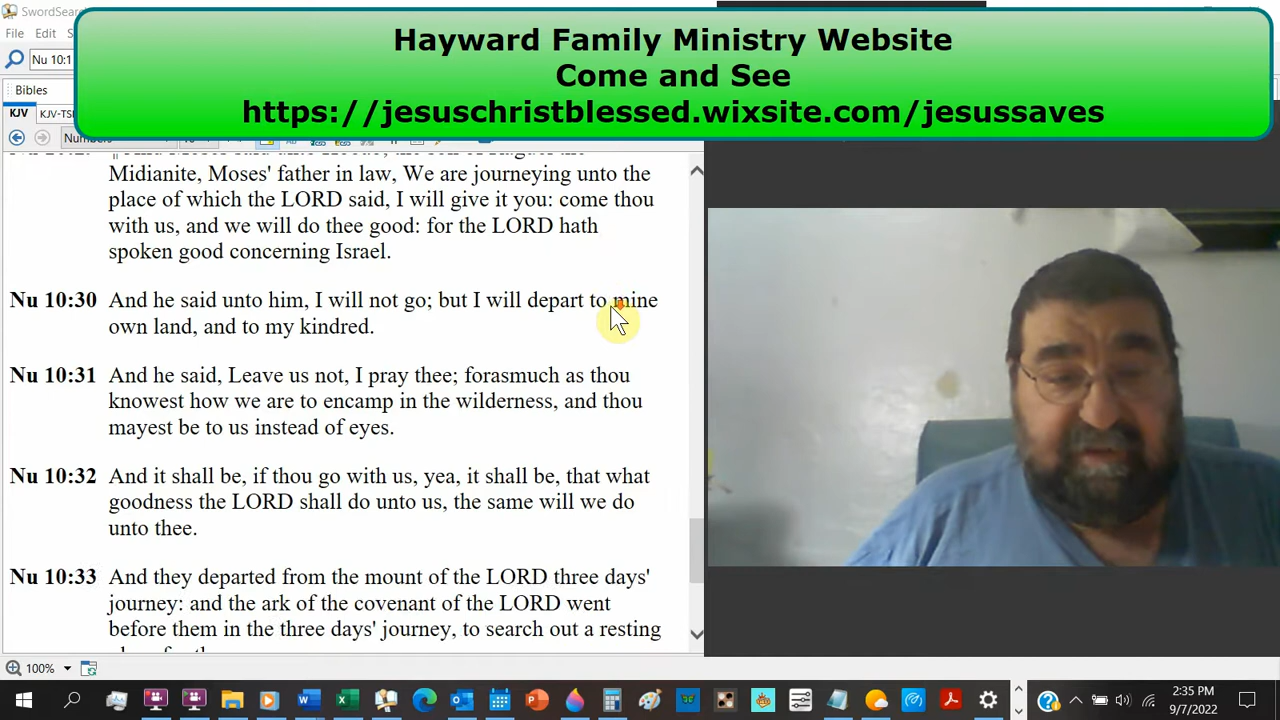 SwordSear
Hayward Family Ministry Website
Come and See
https://jesuschristblessed.wixsite.com/jesussaves
File Edit S
Nu 10:1
Bibles
KJV KJV-TS
Midianite, Moses' father in law, We are journeying unto the
place of which the LORD said, I will give it you: come thou
with us, and we will do thee good: for the LORD hath
spoken good concerning Israel.
Nu 10:30 And he said unto him, I will not go; but I will depart to mine
own land, and to my kindred.
Nu 10:31 And he said, Leave us not, I pray thee; forasmuch as thou
knowest how we are to encamp in the wilderness, and thou
mayest be to us instead of eyes.
Nu 10:32 And it shall be, if thou go with us, yea, it shall be, that what
goodness the LORD shall do unto us, the same will we do
unto thee.
Nu 10:33 And they departed from the mount of the LORD three days'
journey: and the ark of the covenant of the LORD went
before them in the three days' journey, to search out a resting
100%
2:35 PM
9/7/2022